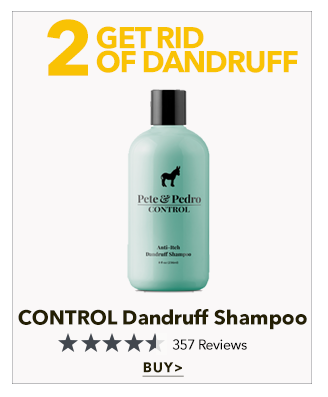 2 GET RID
OF DANDRUFF
Pete & Pedro
CONTROL
Anti-Itch
Dandruff Shampoo
CONTROL Dandruff Shampoo
357 Reviews
BUY>